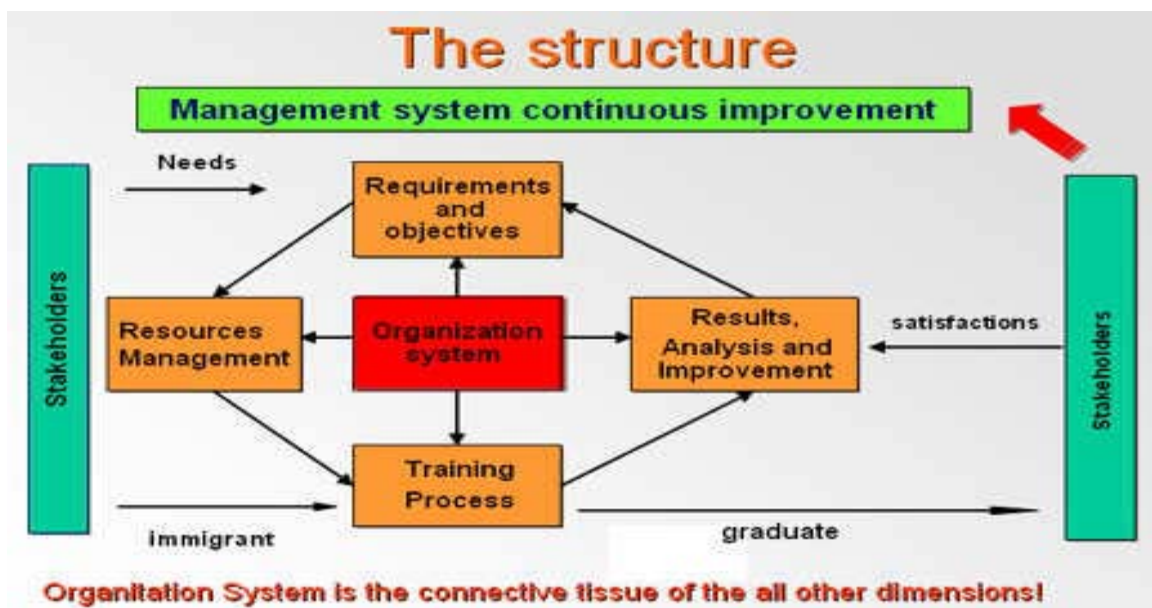 The structure
Management system continuous improvement
Needs
Stakeholders
Requirements
and
objectives
Resources
Management
Organization
system
Results,
Analysis and
Improvement
satisfactions
Stakeholders
Training
Process
immigrant
graduate
Organitation System is the connective tissue of the all other dimensions!